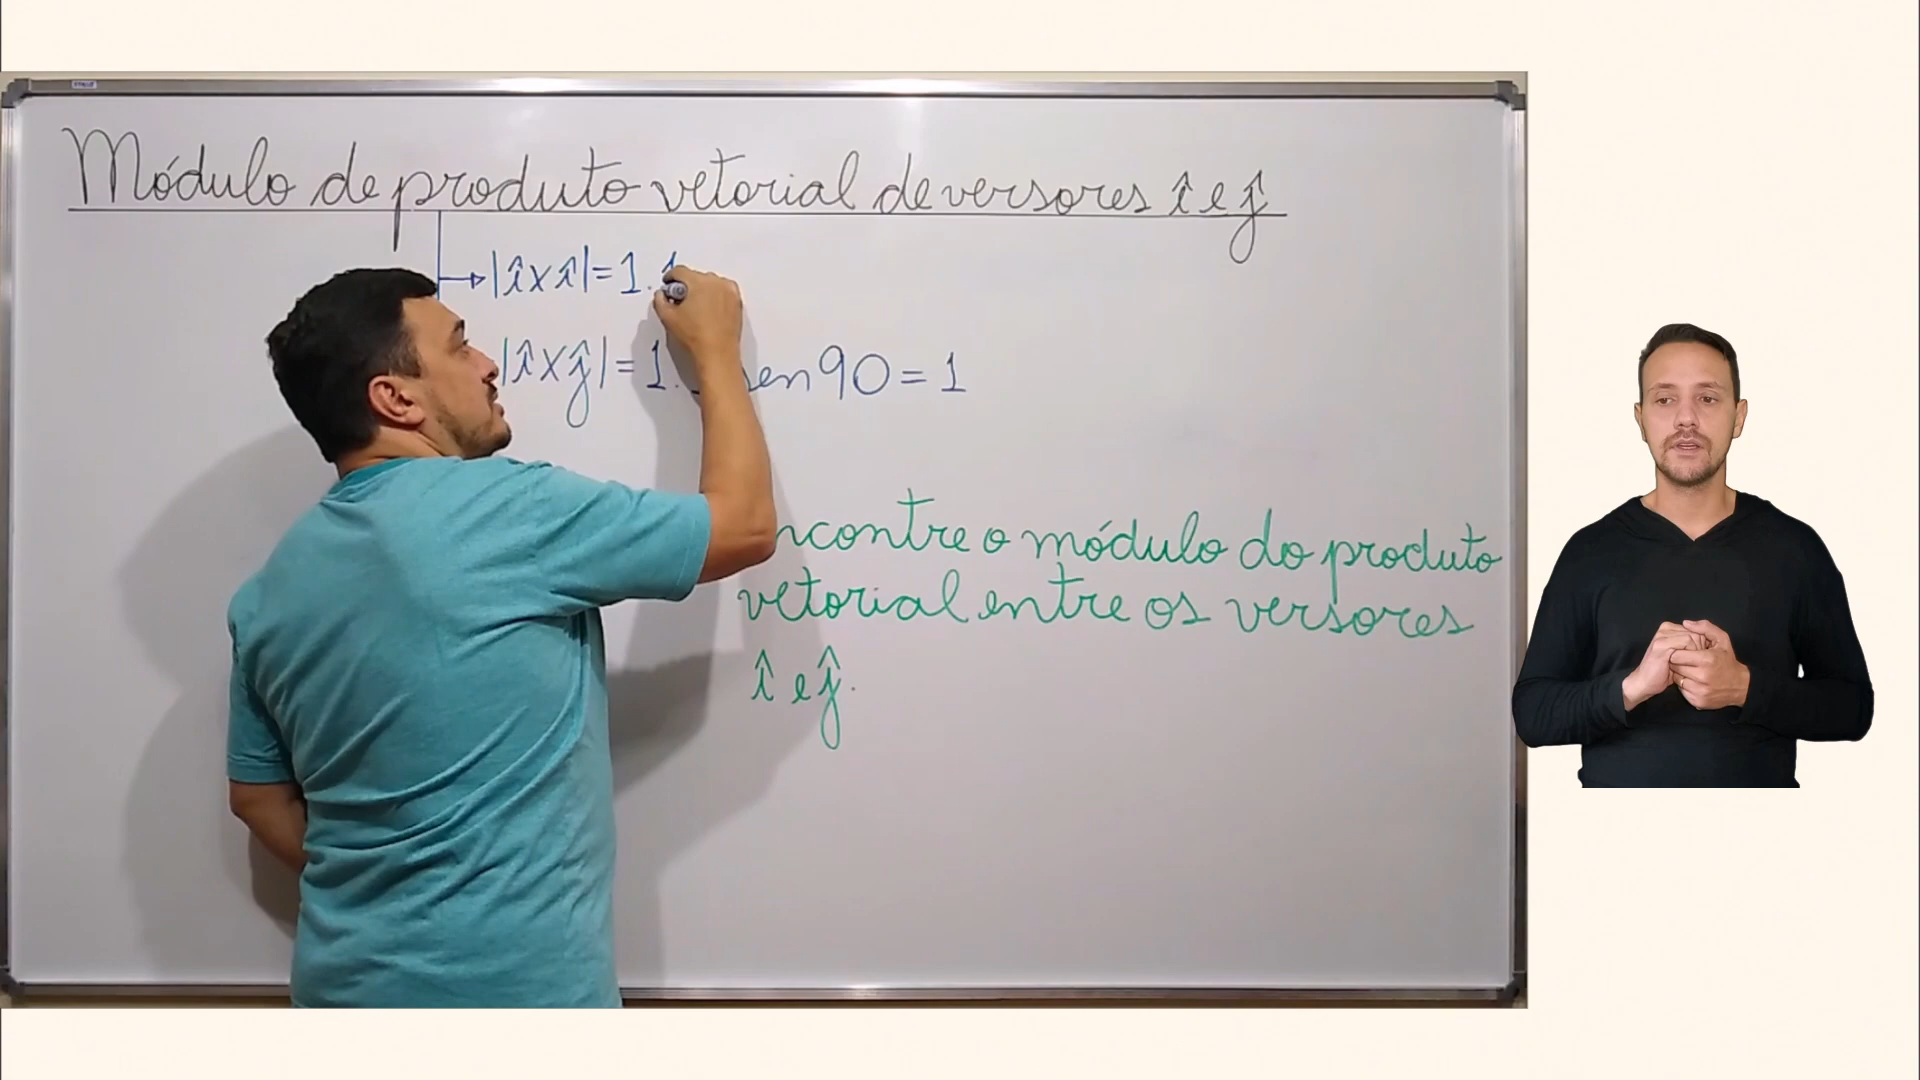 Módulo de produto vetorial de versores î e ĵ
|î x î| = 1.1
|î x ĵ| = 1. sen 90 = 1
ncontre o módulo do produto
vetorial entre os versores
î e ĵ.